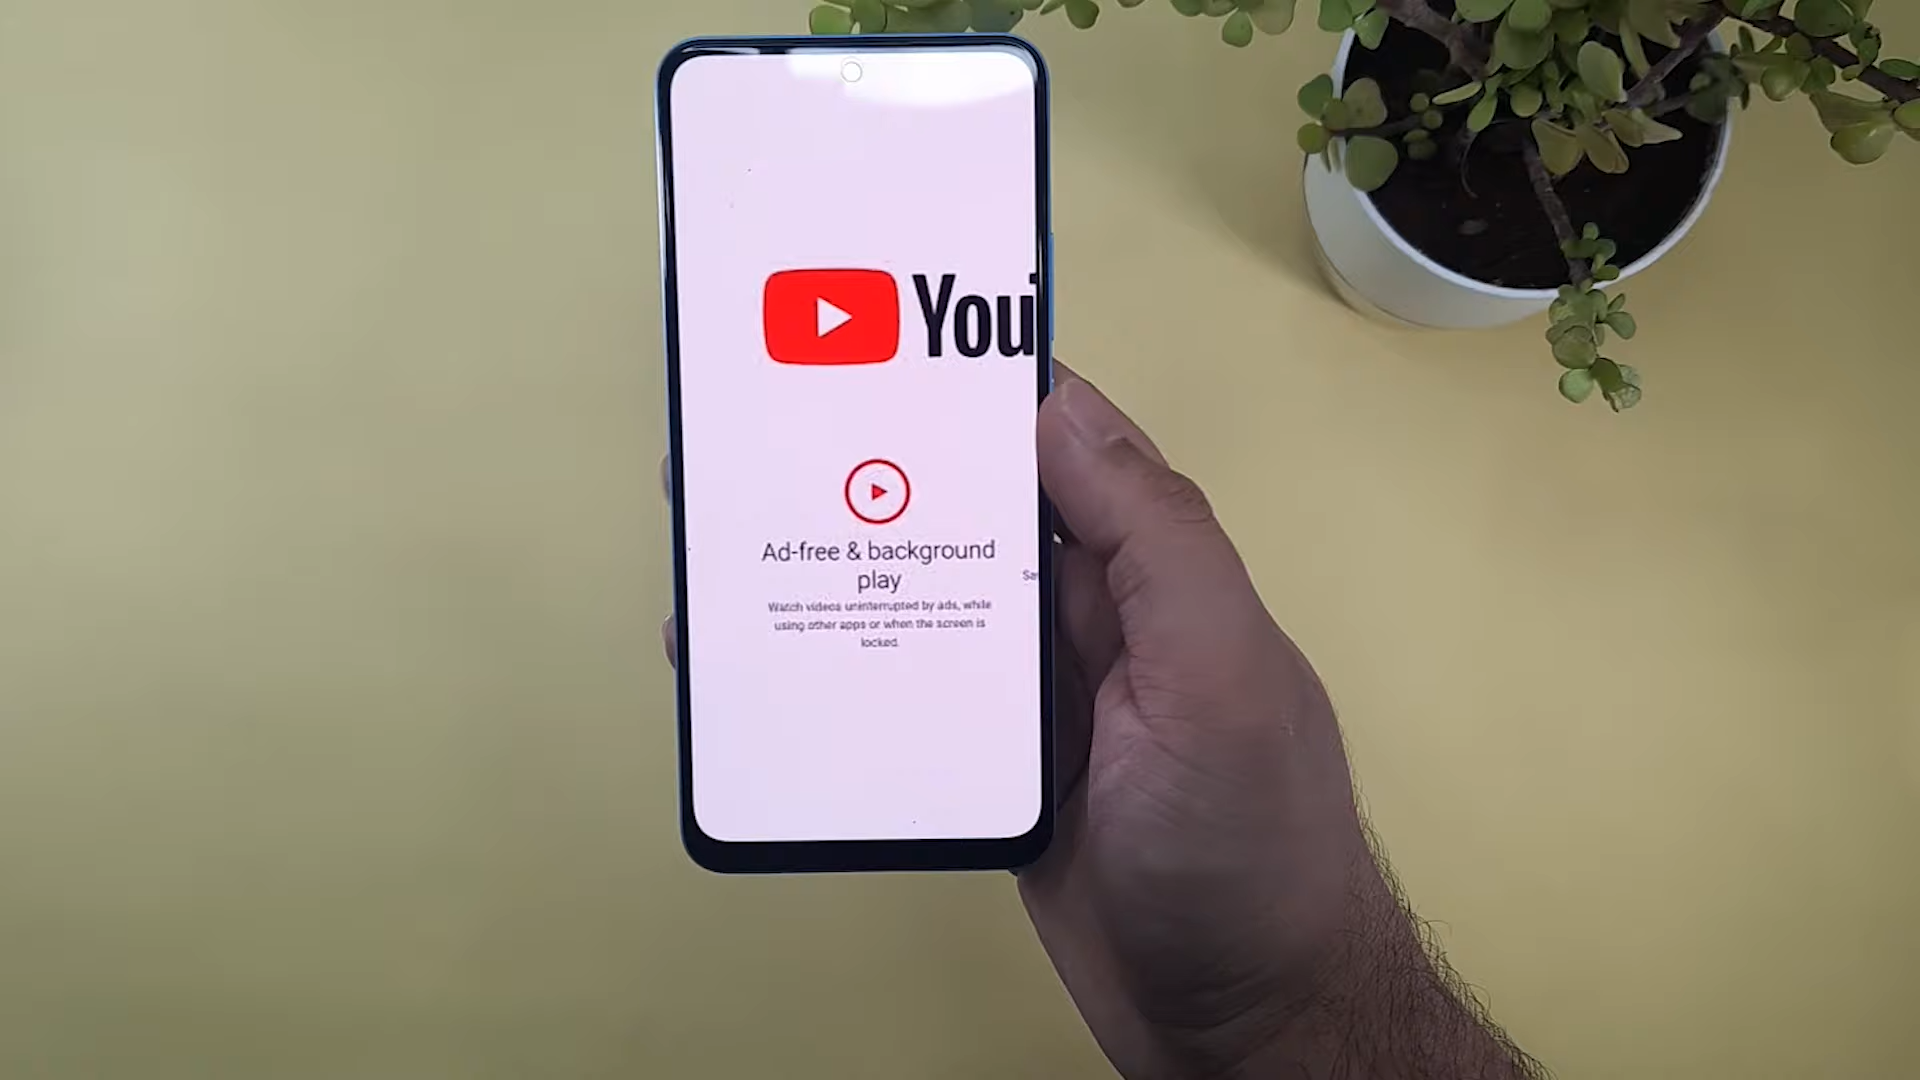 You
Ad-free & background
play
Watch videos uninterrupted by ads, while
using other apps or when the screen is
locked.